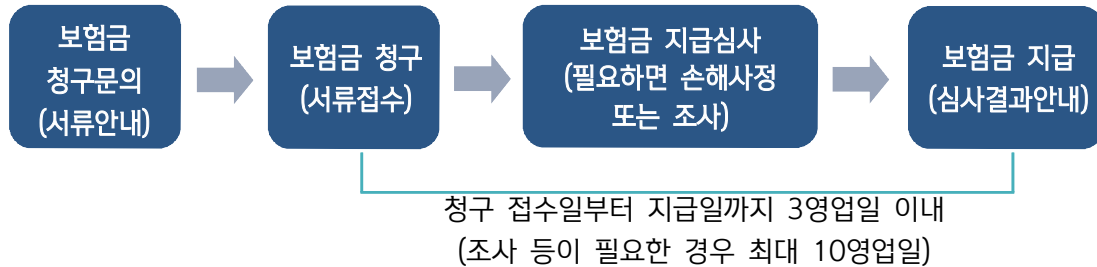 보험금
청구문의
(서류안내)
보험금 청구
(서류접수)
보험금 지급심사
(필요하면 손해사정
또는 조사)
보험금 지급
(심사결과안내)
청구 접수일부터 지급일까지 3영업일 이내
(조사 등이 필요한 경우 최대 10영업일)